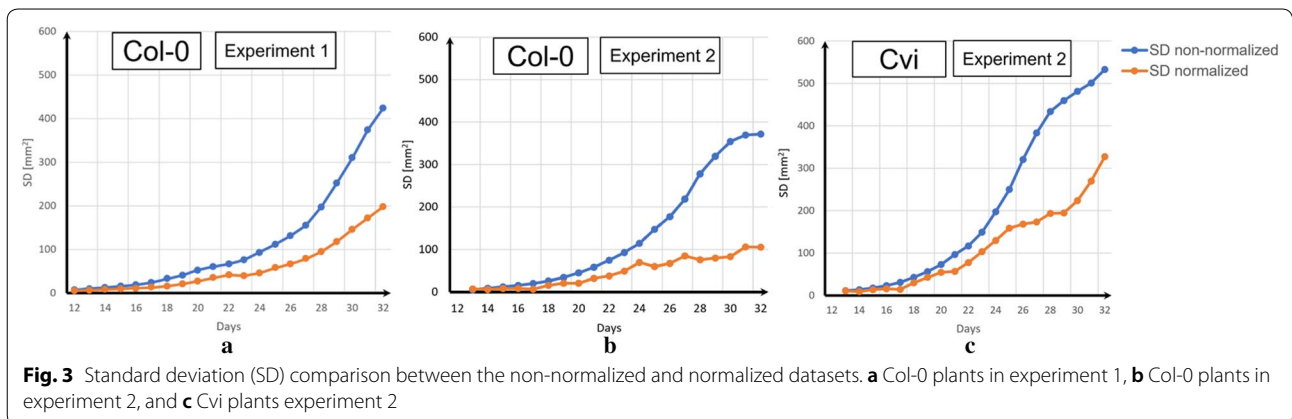 600
500
400
300
200
100
0
SD [mm²]
Col-0
Experiment 1
12 14 16 18 20 22 24 26 28 30 32
Days
a
600
500
400
300
200
100
0
SD [mm²]
Col-0
Experiment 2
12 14 16 18 20 22 24 26 28 30 32
Days
b
600
500
400
300
200
100
0
SD [mm²]
Cvi
Experiment 2
12 14 16 18 20 22 24 26 28 30 32
Days
c
SD non-normalized
SD normalized
Fig. 3 Standard deviation (SD) comparison between the non-normalized and normalized datasets. a Col-0 plants in experiment 1, b Col-0 plants in
experiment 2, and c Cvi plants experiment 2